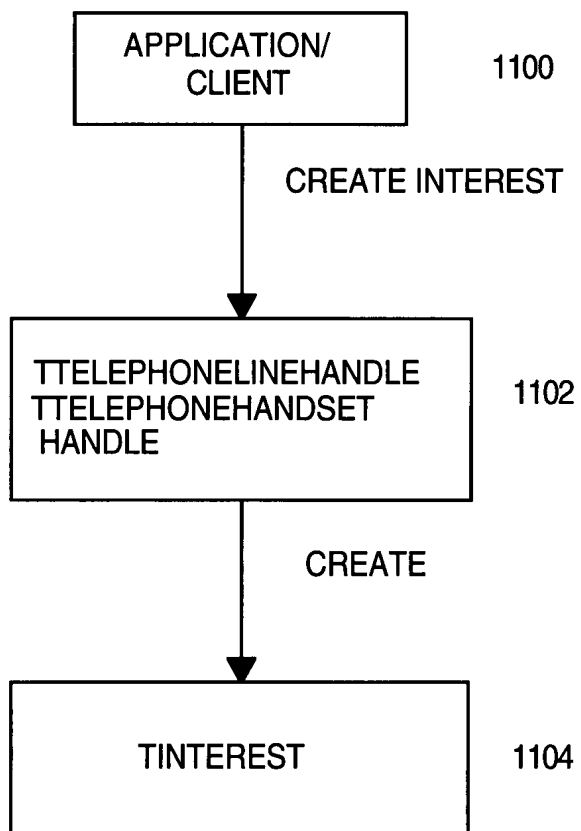 APPLICATION/
CLIENT
1100
CREATE INTEREST
TTELEPHONELINEHANDLE
TTELEPHONEHANDSET
HANDLE
1102
CREATE
TINTEREST
1104